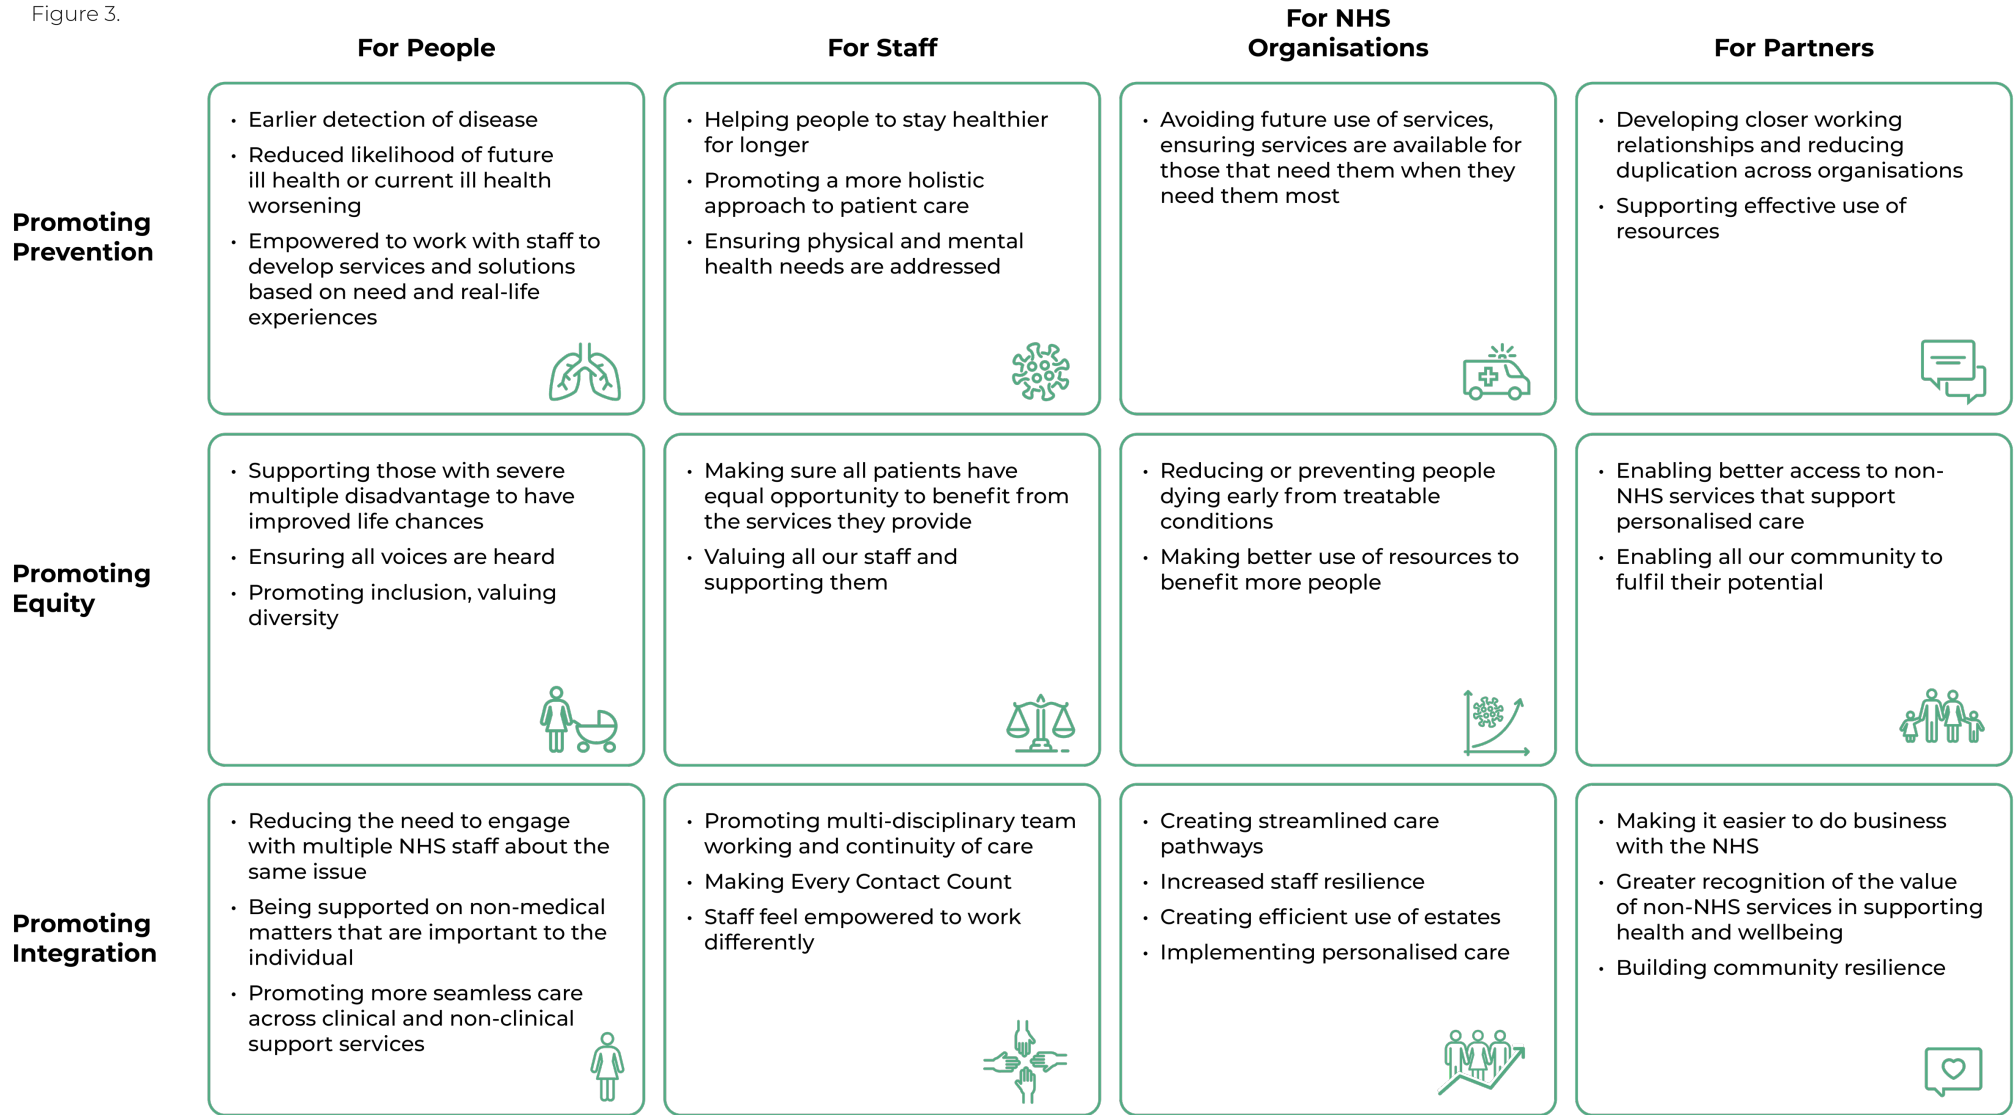 Figure 3.
For People
For Staff
For NHS
Organisations
For Partners
Promoting
Prevention
• Earlier detection of disease
• Reduced likelihood of future
ill health or current ill health
worsening
• Empowered to work with staff to
develop services and solutions
based on need and real-life
experiences
• Helping people to stay healthier
for longer
• Promoting a more holistic
approach to patient care
• Ensuring physical and mental
health needs are addressed
• Avoiding future use of services,
ensuring services are available for
those that need them when they
need them most
• Developing closer working
relationships and reducing
duplication across organisations
• Supporting effective use of
resources
Promoting
Equity
• Supporting those with severe
multiple disadvantage to have
improved life chances
• Ensuring all voices are heard
• Promoting inclusion, valuing
diversity
• Making sure all patients have
equal opportunity to benefit from
the services they provide
• Valuing all our staff and
supporting them
• Reducing or preventing people
dying early from treatable
conditions
• Making better use of resources to
benefit more people
• Enabling better access to non-
NHS services that support
personalised care
• Enabling all our community to
fulfil their potential
Promoting
Integration
• Reducing the need to engage
with multiple NHS staff about the
same issue
• Being supported on non-medical
matters that are important to the
individual
• Promoting more seamless care
across clinical and non-clinical
support services
• Promoting multi-disciplinary team
working and continuity of care
• Making Every Contact Count
• Staff feel empowered to work
differently
• Creating streamlined care
pathways
• Increased staff resilience
• Creating efficient use of estates
• Implementing personalised care
• Making it easier to do business
with the NHS
• Greater recognition of the value
of non-NHS services in supporting
health and wellbeing
• Building community resilience